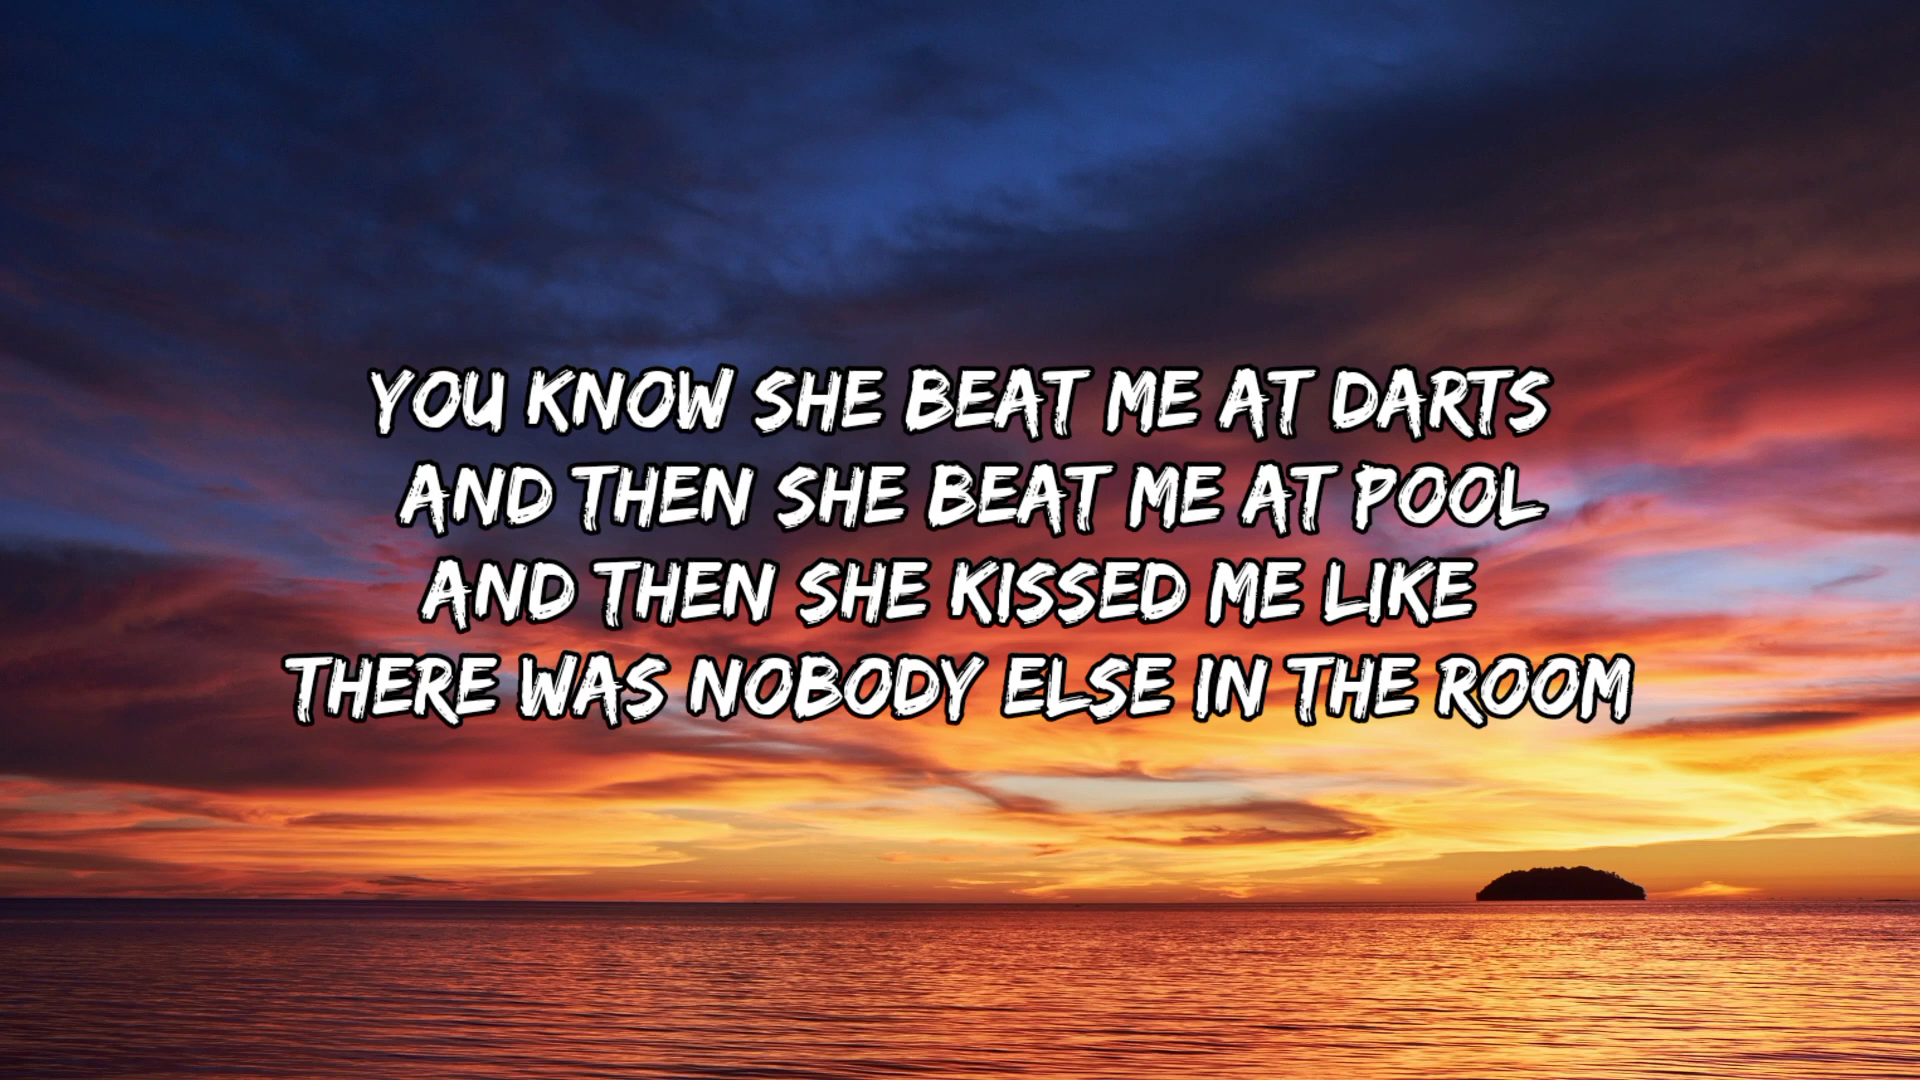 YOU KNOW SHE BEAT ME AT DARTS
AND THEN SHE BEAT ME AT POOL
AND THEN SHE KISSED ME LIKE
THERE WAS NOBODY ELSE IN THE ROOM